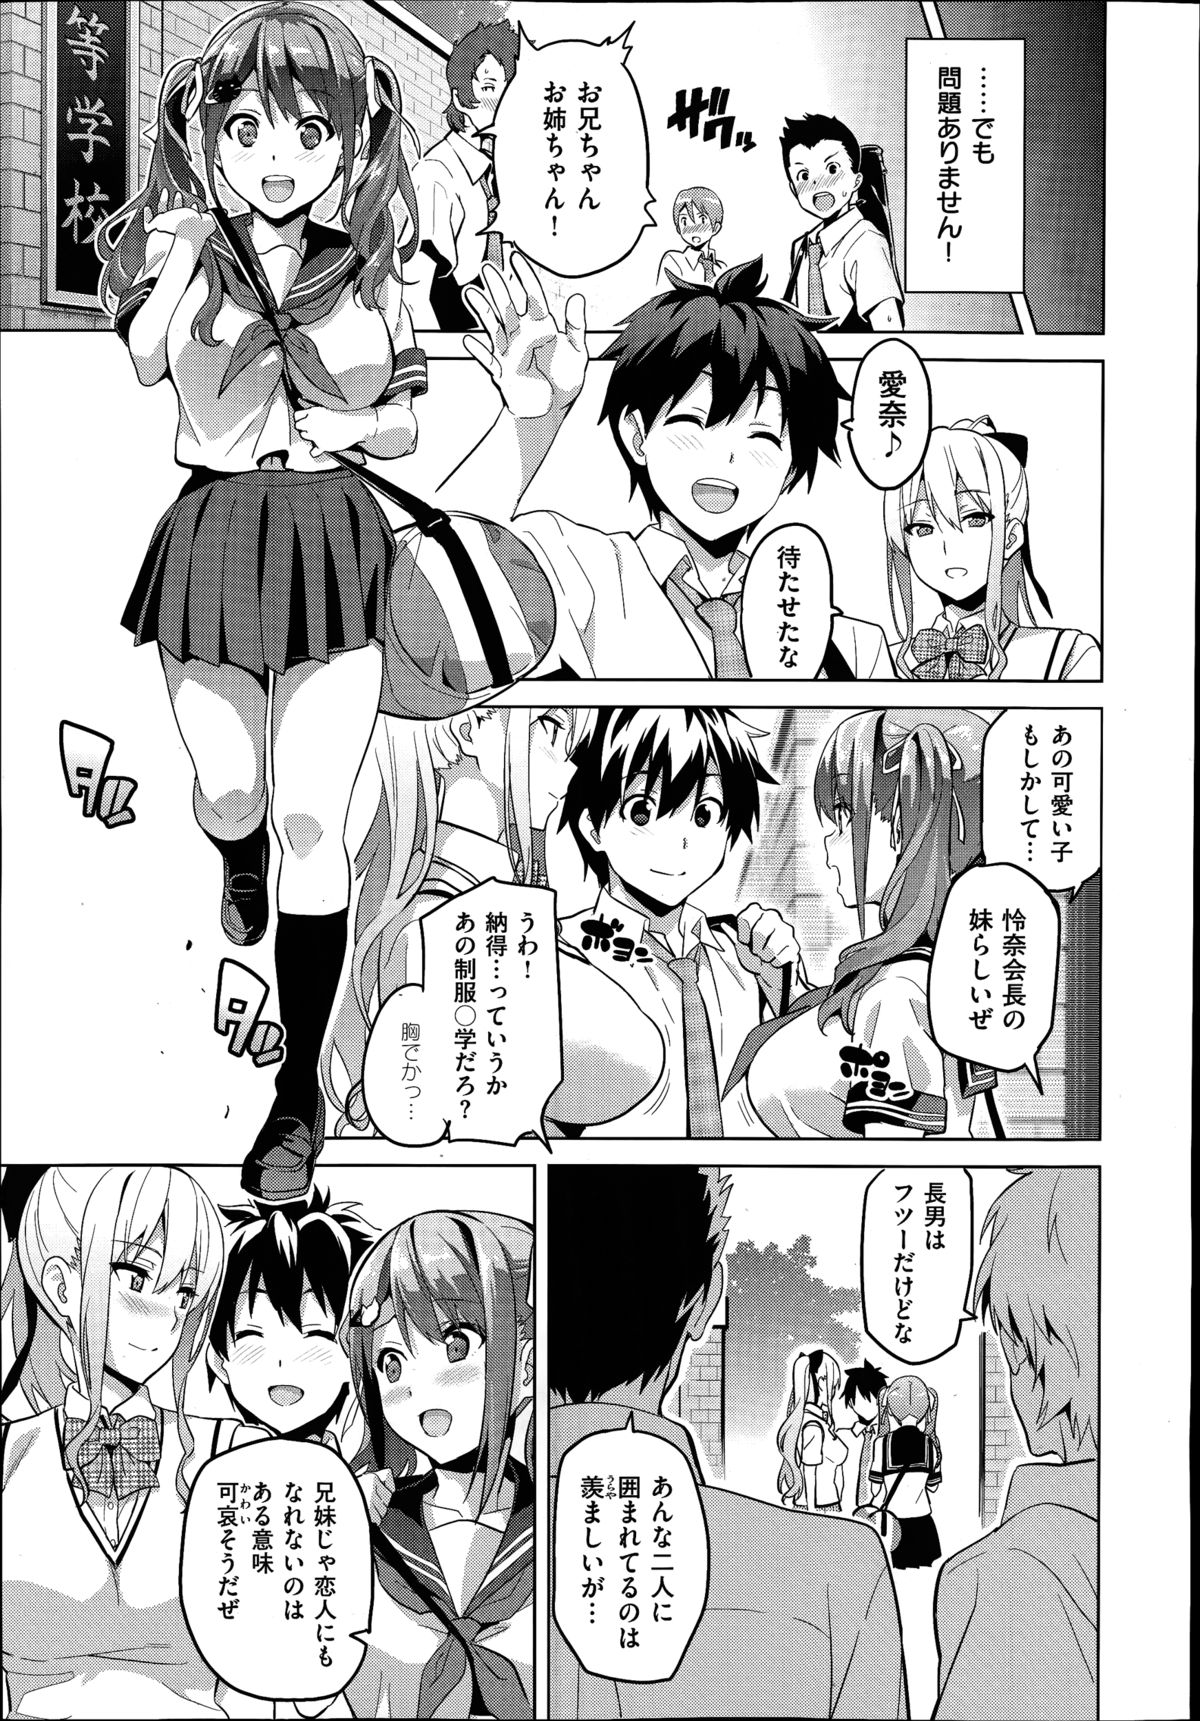 ……でも
問題ありません！
ザワッ
お兄ちゃん
お姉ちゃん！
等学校
愛奈♪
待たせたな
タッ
タッ
あの可愛い子
もしかして…
怜奈会長の
妹らしいぜ
ポヨン
ボヨン
うわ！
納得…っていうか
あの制服○学だろ？
胸でかっ…
長男は
フツーだけどな
あんな二人に
囲まれてるのは
羨ましいが…
うらや
兄妹じゃ恋人にも
なれないのは
ある意味
可哀そうだぜ
かわい